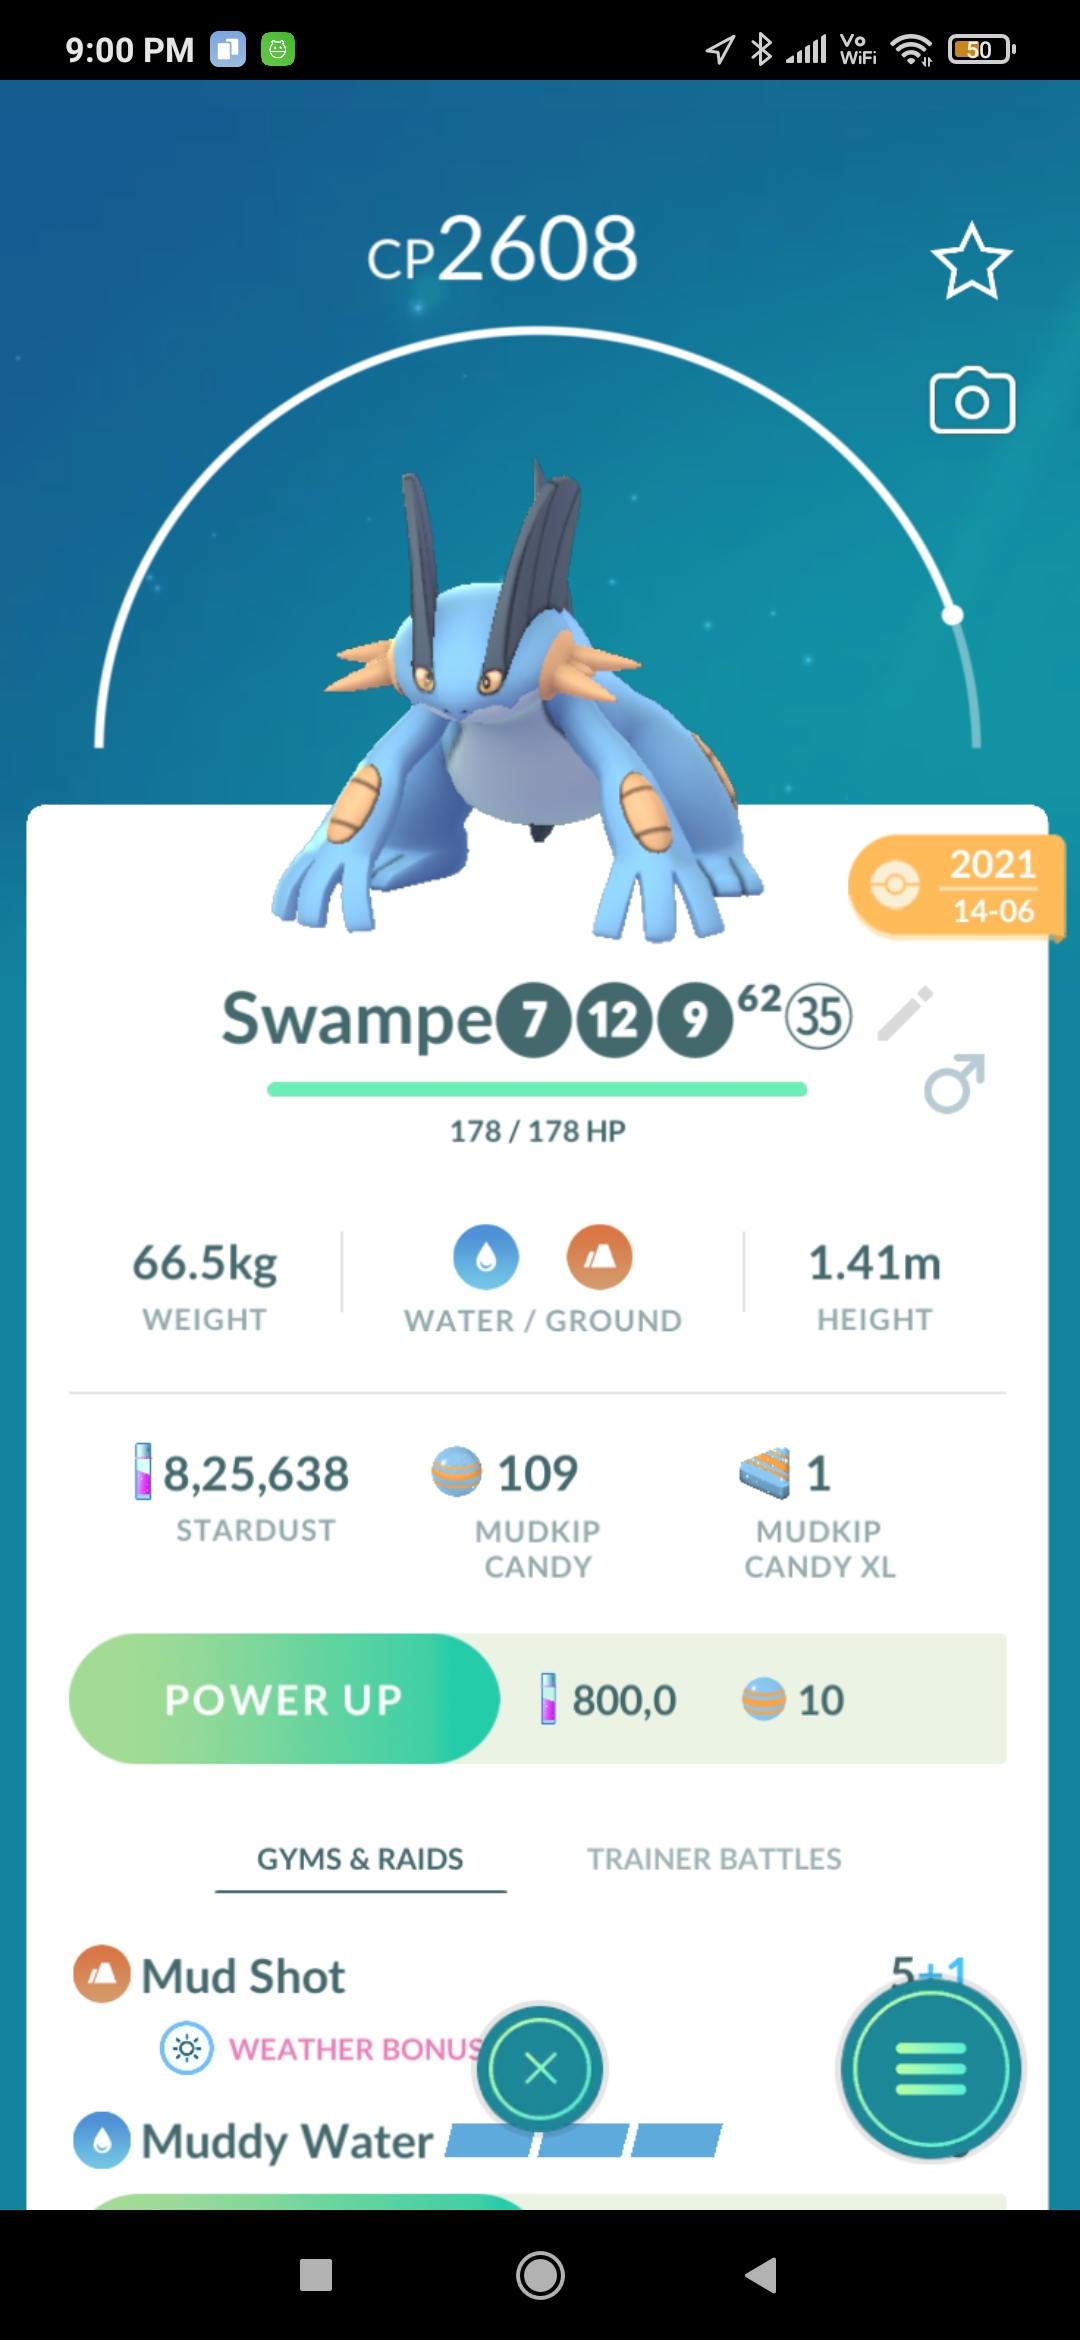 9:00 PM
Vo
WiFi
50
CP2608
2021
14-06
Swampe 7 12 9 62 35
178 / 178 HP
66.5kg
WEIGHT
WATER / GROUND
1.41m
HEIGHT
8,25,638
STARDUST
109
MUDKIP
CANDY
1
MUDKIP
CANDY XL
POWER UP
800,0
10
GYMS & RAIDS
TRAINER BATTLES
Mud Shot
5+1
WEATHER BONUS
Muddy Water